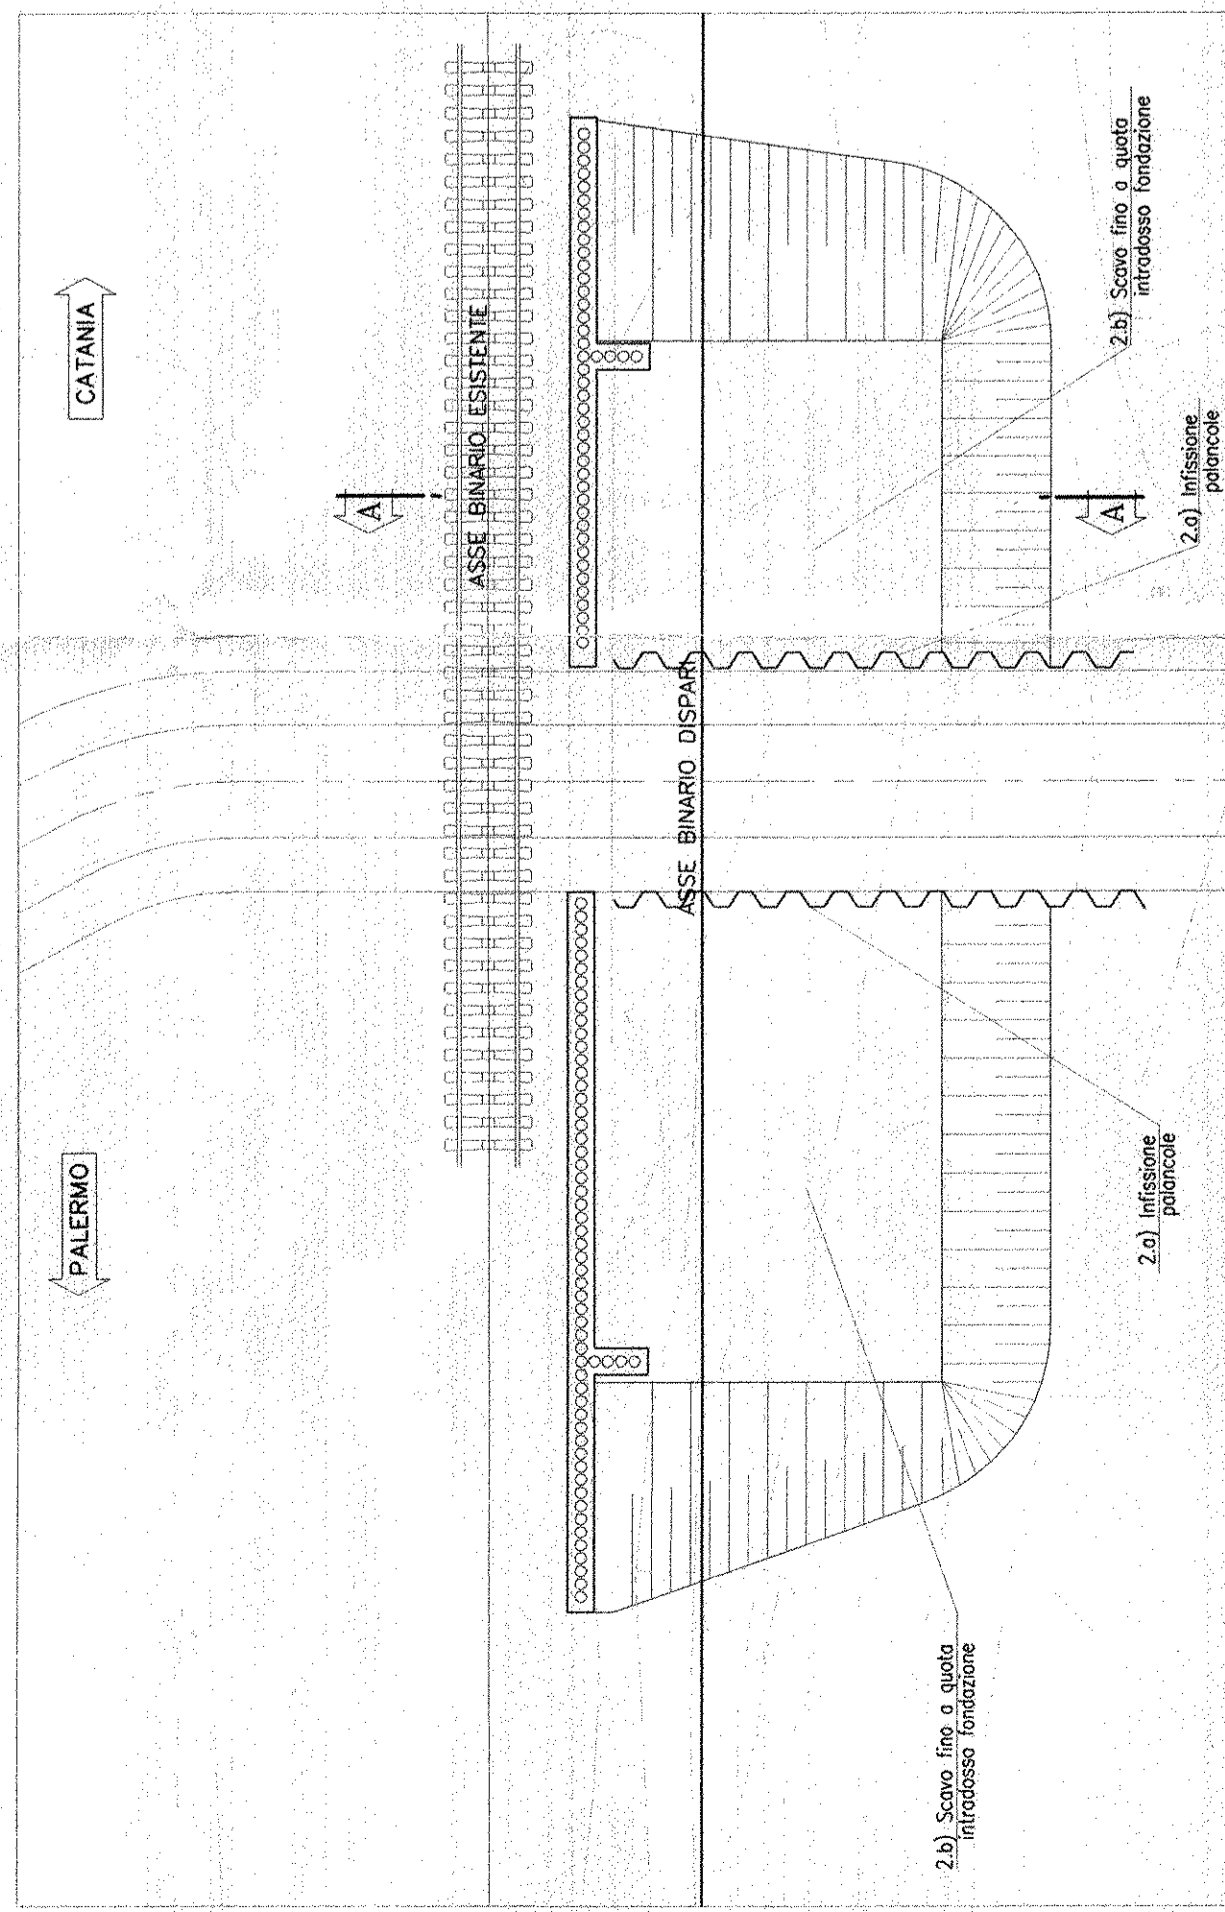 CATANIA
PALERMO
ASSE BINARIO ESISTENTE
ASSE BINARIO DISPARI
A
A
2.b) Scavo fino a quota
intradosso fondazione
2.a) Infissione
palancole
2.a) Infissione
palancole
2.b) Scavo fino a quota
intradosso fondazione